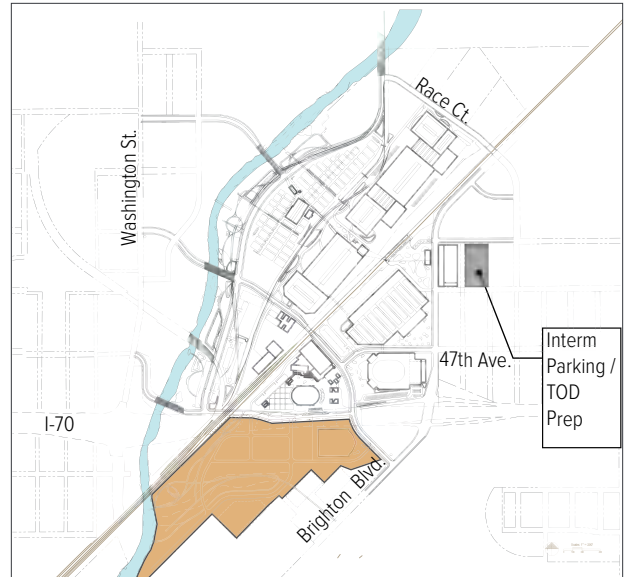 Race Ct.
Washington St.
47th Ave.
Interm
Parking /
TOD
Prep
I-70
Brighton Blvd.